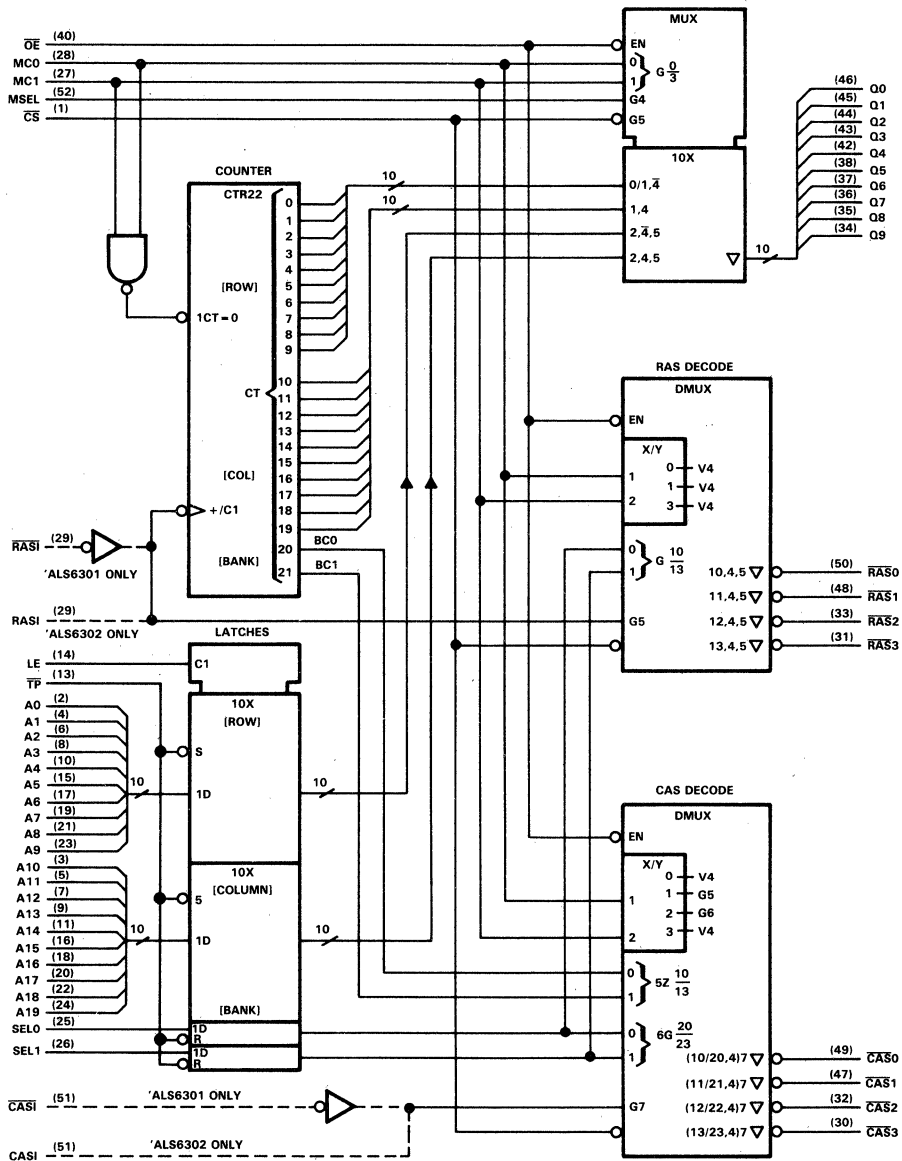 MUX
OE (40) EN
MC0 (28) 0
MC1 (27) 1 } G 0/3
MSEL (52) G4
CS (1) G5
(46) Q0
(45) Q1
(44) Q2
(43) Q3
(42) Q4
(38) Q5
(37) Q6
(36) Q7
(35) Q8
(34) Q9
10X
0/1,4̅
1,4
2,4̅,5
2,4,5 ▽ 10
COUNTER
CTR22
0 10
1 10
2
3
4
[ROW] 5
6
1CT=0 7
8
9
10
CT 11
12
13
14
15
[COL] 16
17
18
+/C1 19
20 BC0
[BANK] 21 BC1
R̅A̅S̅I̅ (29)
'ALS6301 ONLY
RASI (29)
'ALS6302 ONLY
RAS DECODE
DMUX
EN
X/Y
0 V4
1 1 V4
2 3 V4
0
1 } G 10/13
G5
10,4,5 ▽ (50) R̅A̅S̅0̅
11,4,5 ▽ (48) R̅A̅S̅1̅
12,4,5 ▽ (33) R̅A̅S̅2̅
13,4,5 ▽ (31) R̅A̅S̅3̅
LATCHES
LE (14) C1
T̅P̅ (13)
10X
[ROW]
S
1D 10
A0 (2)
A1 (4)
A2 (6)
A3 (8)
A4 (10)
A5 (15) 10
A6 (17)
A7 (19)
A8 (21)
A9 (23)
10X
[COLUMN]
5
1D 10
A10 (3)
A11 (5)
A12 (7)
A13 (9)
A14 (11)
A15 (16) 10
A16 (18)
A17 (20)
A18 (22)
A19 (24)
[BANK]
SEL0 (25) 1D
R
SEL1 (26) 1D
R
CAS DECODE
DMUX
EN
X/Y
0 V4
1 1 G5
2 G6
2 3 V4
0
1 } 5Z 10/13
0
1 } 6G 20/23
G7
(10/20,4)7 ▽ (49) C̅A̅S̅0̅
(11/21,4)7 ▽ (47) C̅A̅S̅1̅
(12/22,4)7 ▽ (32) C̅A̅S̅2̅
(13/23,4)7 ▽ (30) C̅A̅S̅3̅
C̅A̅S̅I̅ (51) 'ALS6301 ONLY
CASI (51) 'ALS6302 ONLY